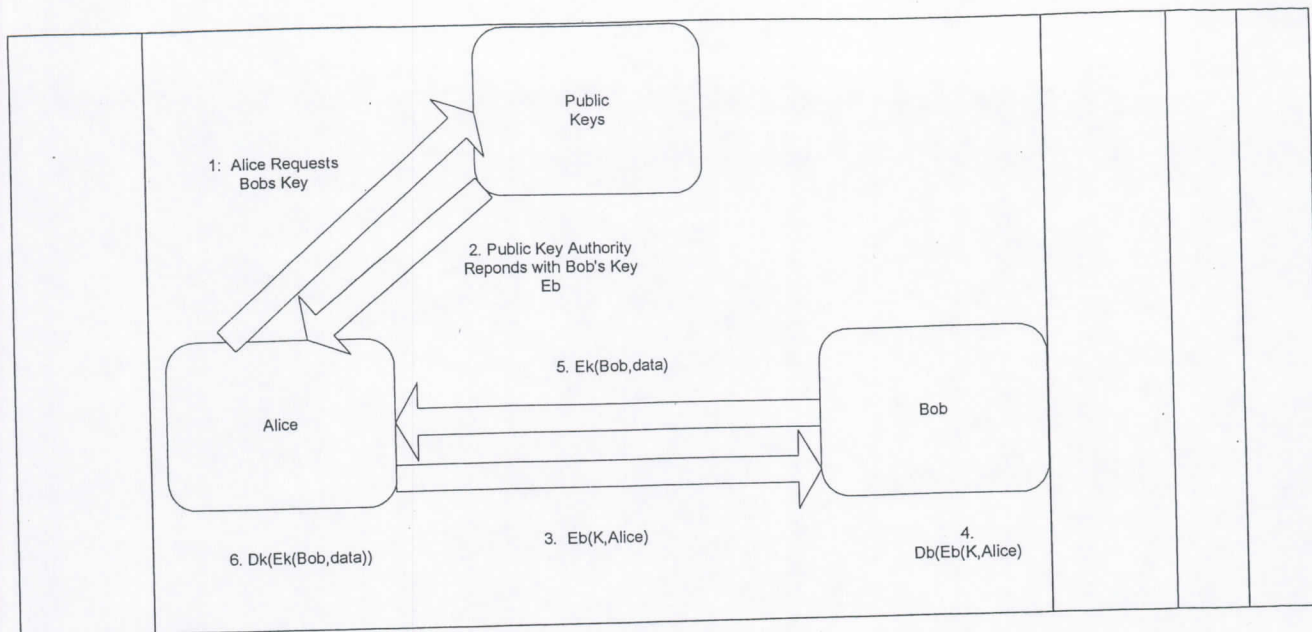 Public
Keys
1: Alice Requests
Bobs Key
2. Public Key Authority
Reponds with Bob's Key
Eb
5. Ek(Bob,data)
Alice
Bob
3. Eb(K,Alice)
4.
Db(Eb(K,Alice)
6. Dk(Ek(Bob,data))